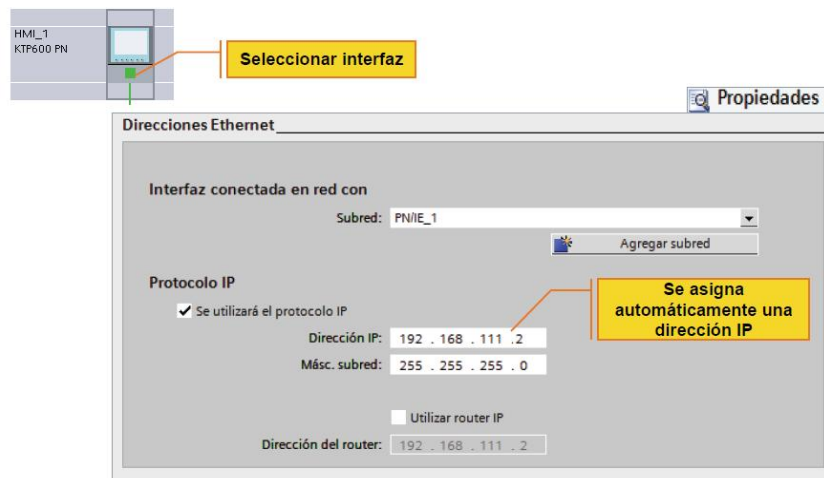 HMI_1
KTP600 PN
Seleccionar interfaz
Propiedades
Direcciones Ethernet
Interfaz conectada en red con
Subred: PN/IE_1
Agregar subred
Protocolo IP
Se utilizará el protocolo IP
Se asigna
automáticamente una
dirección IP
Dirección IP: 192 . 168 . 111 . 2
Másc. subred: 255 . 255 . 255 . 0
Utilizar router IP
Dirección del router: 192 . 168 . 111 . 2